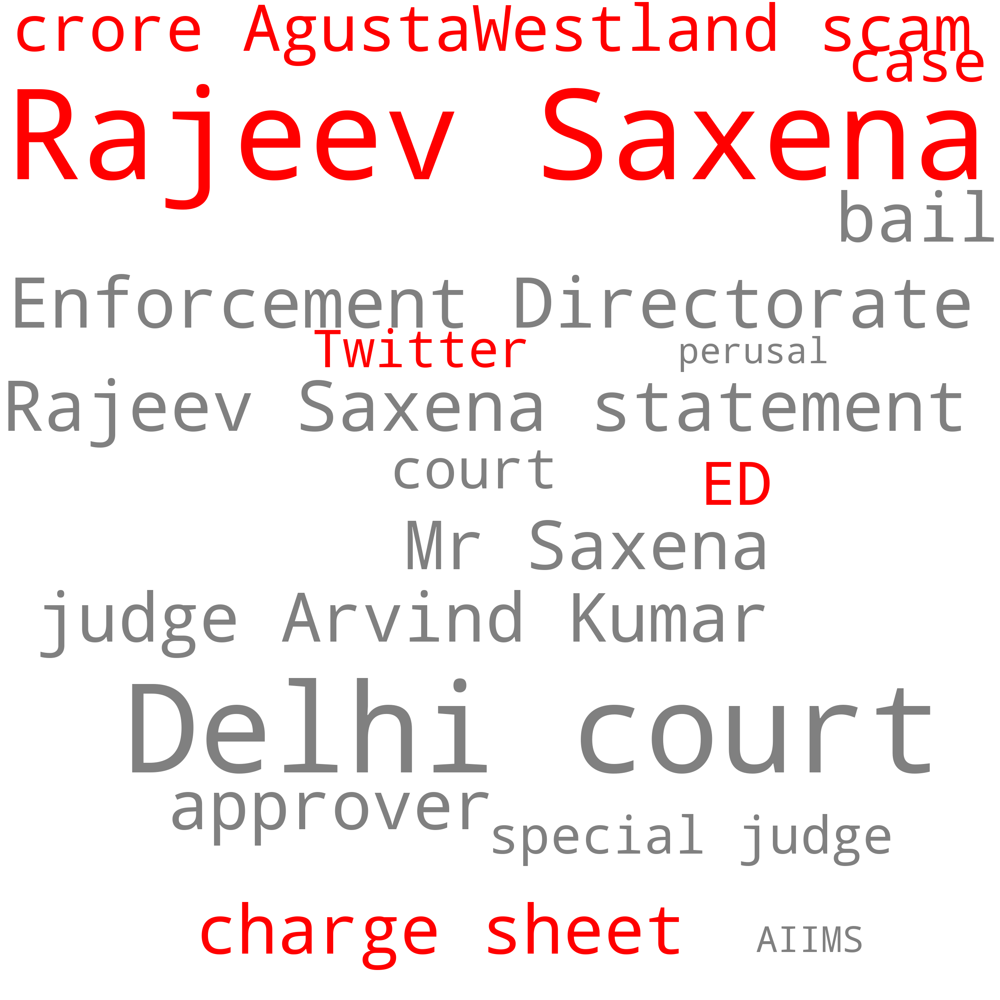 crore AgustaWestland scam
case
Rajeev Saxena
bail
Enforcement Directorate
Twitter perusal
Rajeev Saxena statement
court ED
Mr Saxena
judge Arvind Kumar
Delhi court
approver
special judge
charge sheet AIIMS